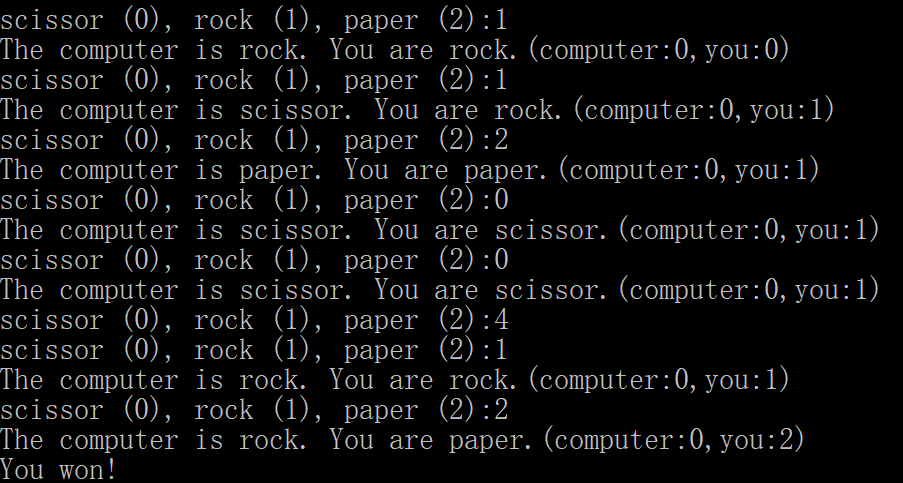 scissor (0), rock (1), paper (2):1
The computer is rock. You are rock.(computer:0,you:0)
scissor (0), rock (1), paper (2):1
The computer is scissor. You are rock.(computer:0,you:1)
scissor (0), rock (1), paper (2):2
The computer is paper. You are paper.(computer:0,you:1)
scissor (0), rock (1), paper (2):0
The computer is scissor. You are scissor.(computer:0,you:1)
scissor (0), rock (1), paper (2):0
The computer is scissor. You are scissor.(computer:0,you:1)
scissor (0), rock (1), paper (2):4
scissor (0), rock (1), paper (2):1
The computer is rock. You are rock.(computer:0,you:1)
scissor (0), rock (1), paper (2):2
The computer is rock. You are paper.(computer:0,you:2)
You won!